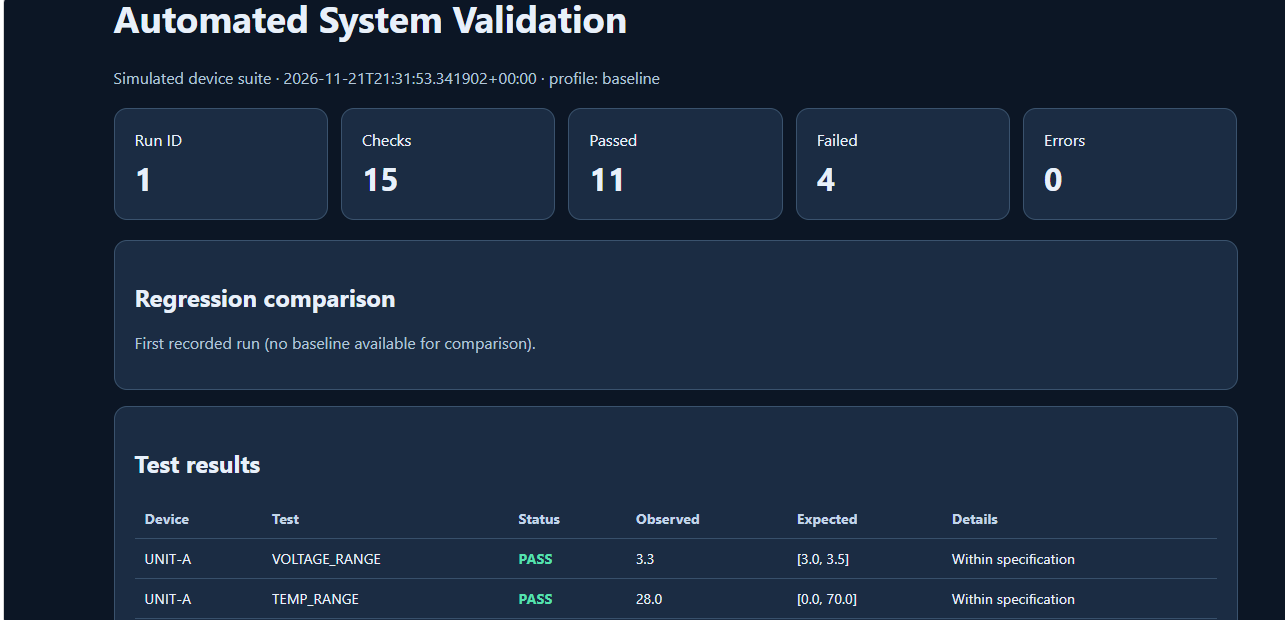 Automated System Validation
Simulated device suite · 2026-11-21T21:31:53.341902+00:00 · profile: baseline
Run ID Checks Passed Failed Errors
1 15 11 4 0
Regression comparison
First recorded run (no baseline available for comparison).
Test results
Device Test Status Observed Expected Details
UNIT-A VOLTAGE_RANGE PASS 3.3 [3.0, 3.5] Within specification
UNIT-A TEMP_RANGE PASS 28.0 [0.0, 70.0] Within specification